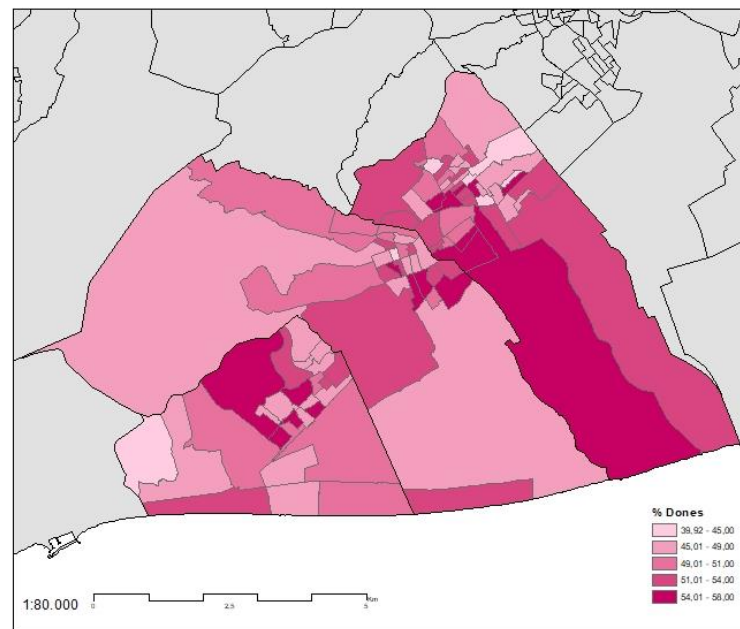 % Dones
39,92 - 45,00
45,01 - 49,00
49,01 - 51,00
51,01 - 54,00
54,01 - 56,00
1:80.000
Km
0 2.5 5